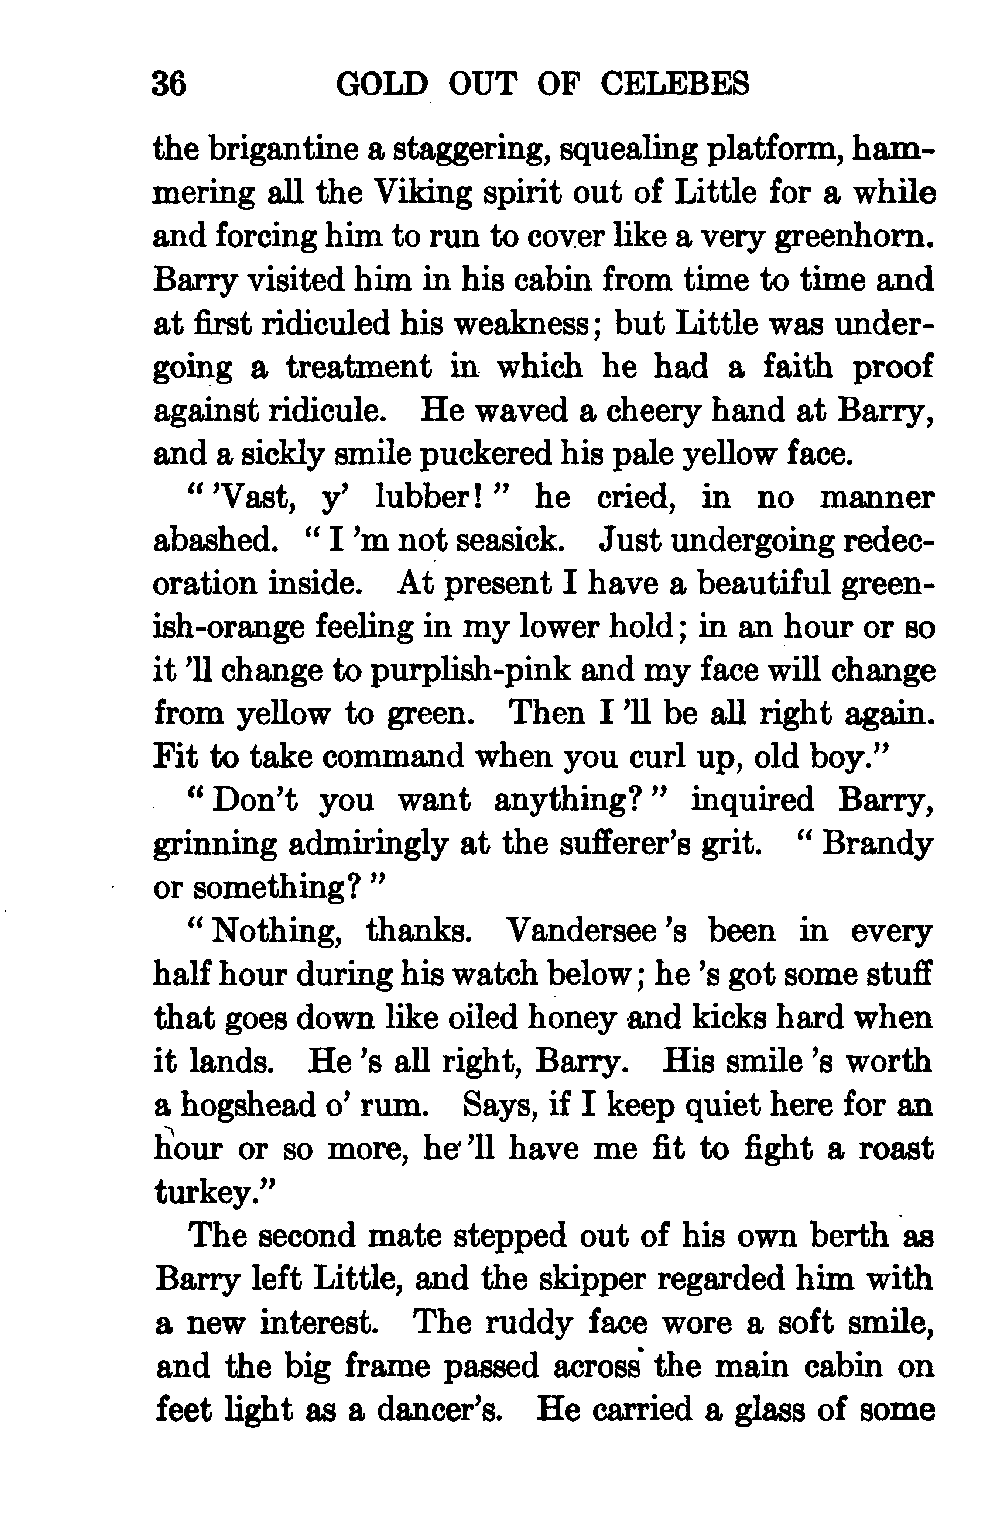 36 GOLD OUT OF CELEBES
the brigantine a staggering, squealing platform, ham-
mering all the Viking spirit out of Little for a while
and forcing him to run to cover like a very greenhorn.
Barry visited him in his cabin from time to time and
at first ridiculed his weakness; but Little was under-
going a treatment in which he had a faith proof
against ridicule. He waved a cheery hand at Barry,
and a sickly smile puckered his pale yellow face.
“ ’Vast, y’ lubber! ” he cried, in no manner
abashed. “ I ’m not seasick. Just undergoing redec-
oration inside. At present I have a beautiful green-
ish-orange feeling in my lower hold; in an hour or so
it ’ll change to purplish-pink and my face will change
from yellow to green. Then I ’ll be all right again.
Fit to take command when you curl up, old boy.”
“ Don’t you want anything? ” inquired Barry,
grinning admiringly at the sufferer’s grit. “ Brandy
or something? ”
“ Nothing, thanks. Vandersee ’s been in every
half hour during his watch below; he ’s got some stuff
that goes down like oiled honey and kicks hard when
it lands. He ’s all right, Barry. His smile ’s worth
a hogshead o’ rum. Says, if I keep quiet here for an
hour or so more, he ’ll have me fit to fight a roast
turkey.”
The second mate stepped out of his own berth as
Barry left Little, and the skipper regarded him with
a new interest. The ruddy face wore a soft smile,
and the big frame passed across the main cabin on
feet light as a dancer’s. He carried a glass of some